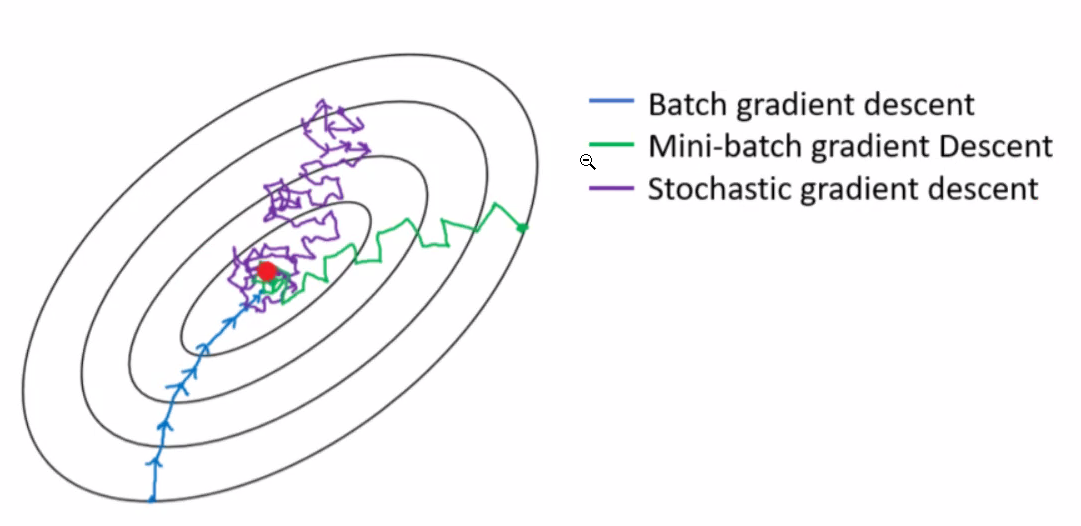 Batch gradient descent
Mini-batch gradient Descent
Stochastic gradient descent